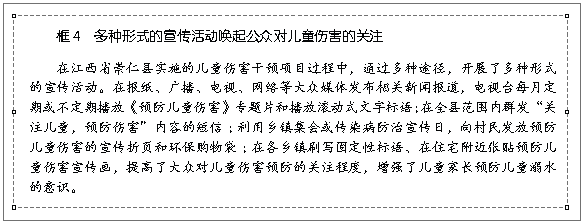 框 4　多种形式的宣传活动唤起公众对儿童伤害的关注
在江西省崇仁县实施的儿童伤害干预项目过程中，通过多种途径，开展了多种形式
的宣传活动。在报纸、广播、电视、网络等大众媒体发布相关新闻报道，电视台每月定
期或不定期播放《预防儿童伤害》专题片和播放滚动式文字标语;在全县范围内群发“关
注儿童，预防伤害”内容的短信；利用乡镇集会或传染病防治宣传日，向村民发放预防
儿童伤害的宣传折页和环保购物袋；在各乡镇刷写固定性标语、在住宅附近张贴预防儿
童伤害宣传画，提高了大众对儿童伤害预防的关注程度，增强了儿童家长预防儿童溺水
的意识。